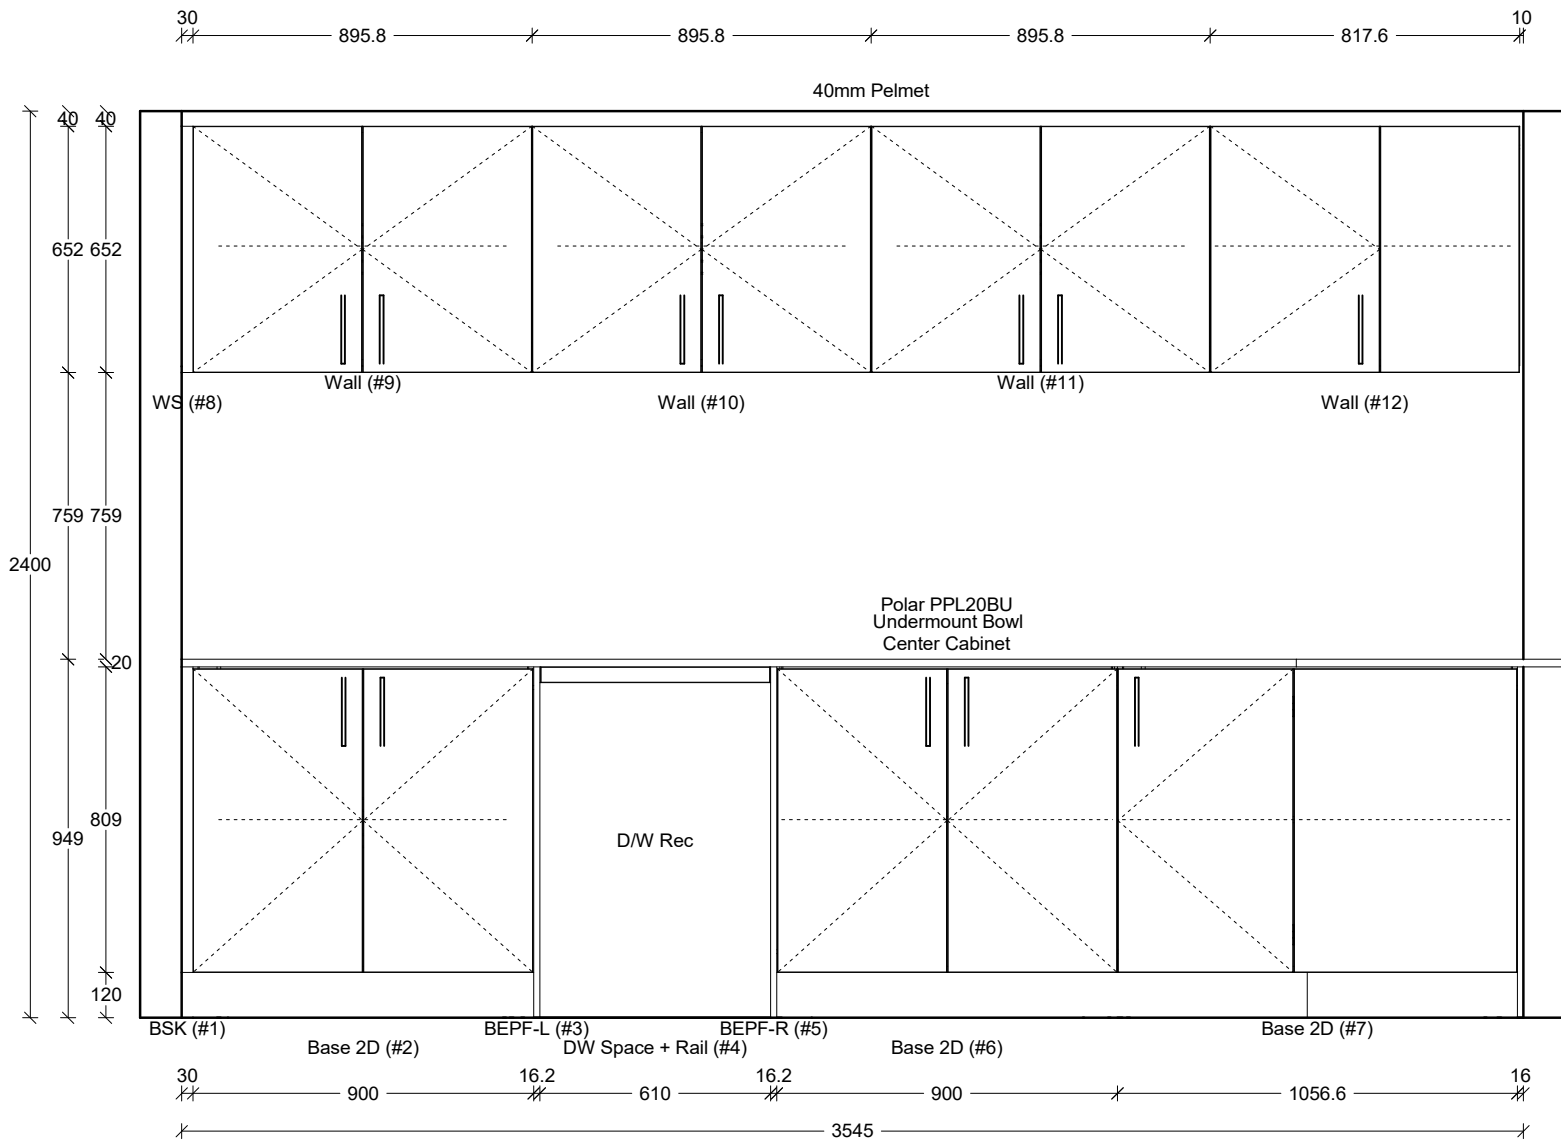 30
10
895.8
895.8
895.8
817.6
40mm Pelmet
40
40
652
652
Wall (#9)
Wall (#11)
WS (#8)
Wall (#10)
Wall (#12)
759
759
2400
Polar PPL20BU
Undermount Bowl
Center Cabinet
20
809
949
D/W Rec
120
BSK (#1)
BEPF-L (#3)
BEPF-R (#5)
Base 2D (#7)
Base 2D (#2)
DW Space + Rail (#4)
Base 2D (#6)
30
16.2
16.2
16
900
610
900
1056.6
3545